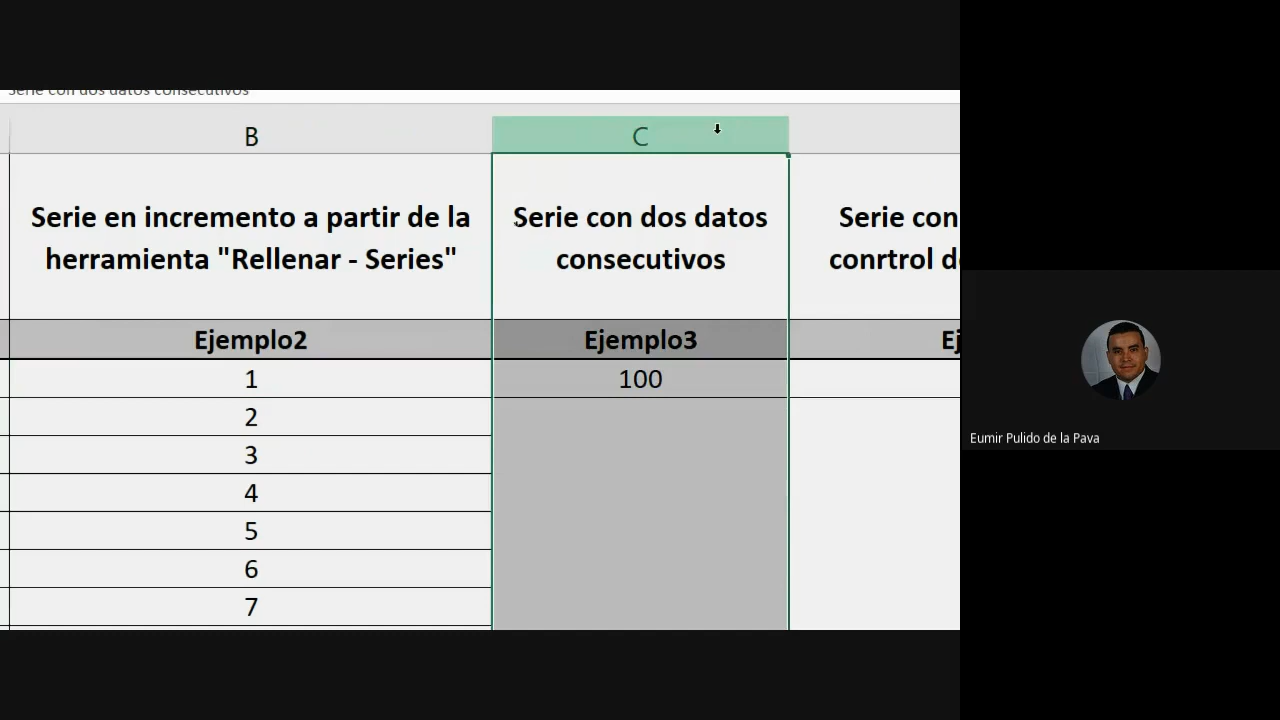 Serie con dos datos consecutivos
B
C
Serie en incremento a partir de la
herramienta "Rellenar - Series"
Serie con dos datos
consecutivos
Serie con
conrtrol d
Ejemplo2
Ejemplo3
Ej
1
100
2
3
4
5
6
7
Eumir Pulido de la Pava